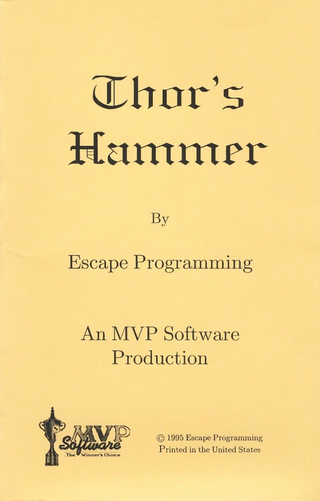 Thor's
Hammer
By
Escape Programming
An MVP Software
Production
MVP
Software
The Winner's Choice
© 1995 Escape Programming
Printed in the United States